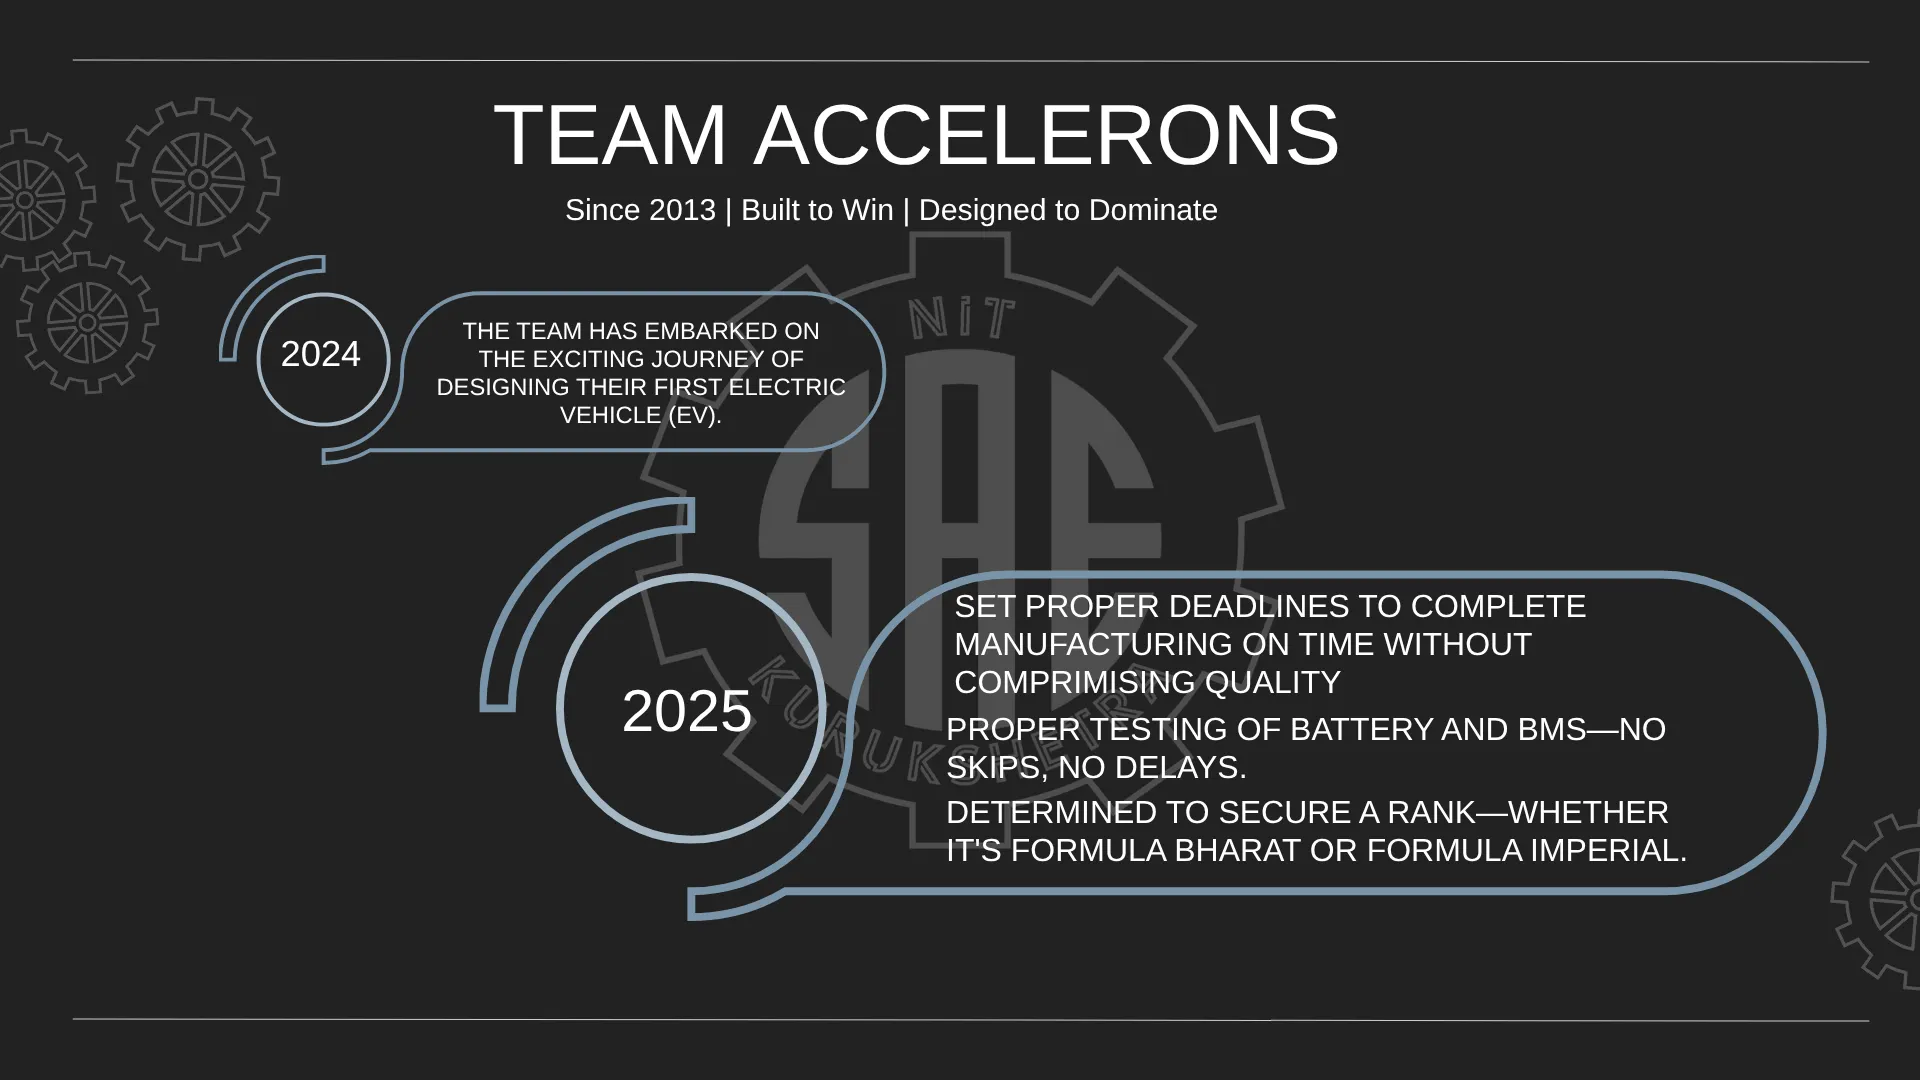 TEAM ACCELERONS
Since 2013 | Built to Win | Designed to Dominate
NiT
SAE
KURUKSHETRA
2024
THE TEAM HAS EMBARKED ON
THE EXCITING JOURNEY OF
DESIGNING THEIR FIRST ELECTRIC
VEHICLE (EV).
2025
SET PROPER DEADLINES TO COMPLETE
MANUFACTURING ON TIME WITHOUT
COMPRIMISING QUALITY
PROPER TESTING OF BATTERY AND BMS—NO
SKIPS, NO DELAYS.
DETERMINED TO SECURE A RANK—WHETHER
IT'S FORMULA BHARAT OR FORMULA IMPERIAL.